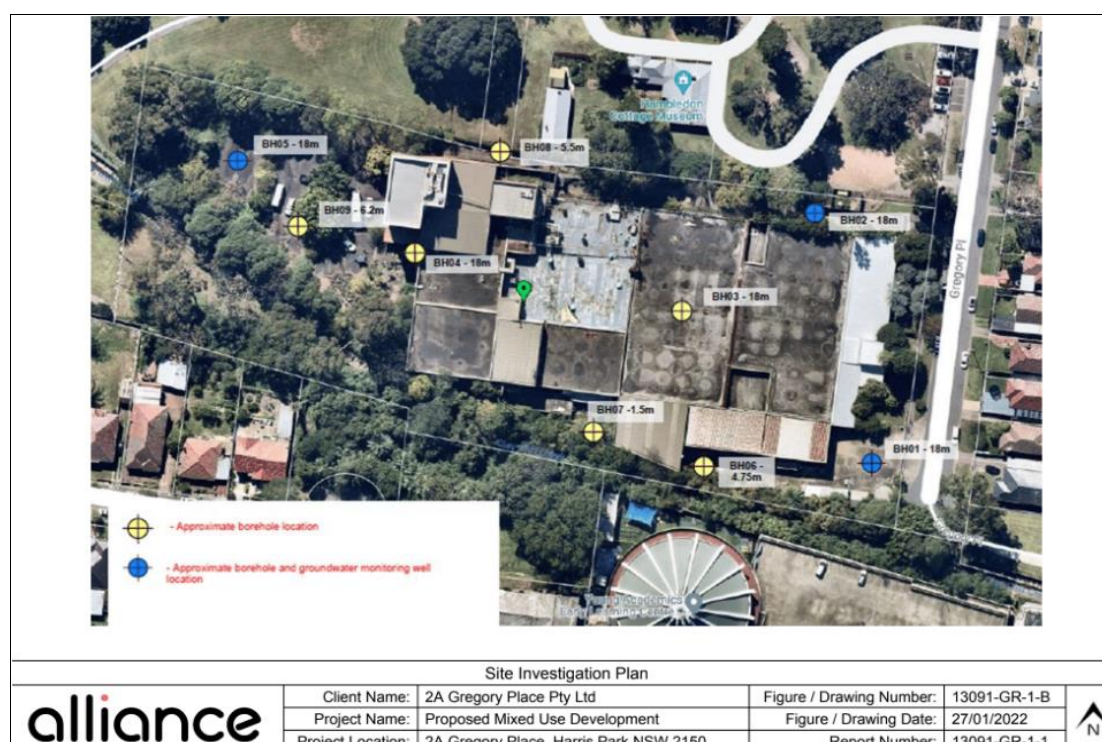 Hambledon
Cottage Museum
BH05 - 18m
BH08 - 5.5m
BH09 - 6.2m
BH02 - 18m
BH04 - 18m
Gregory Pl
BH03 - 18m
BH07 -1.5m
BH01 - 18m
BH06 -
4.75m
- Approximate borehole location
- Approximate borehole and groundwater monitoring well
location
Site Investigation Plan
alliance
Client Name: 2A Gregory Place Pty Ltd Figure / Drawing Number: 13091-GR-1-B
Project Name: Proposed Mixed Use Development Figure / Drawing Date: 27/01/2022
Project Location: 2A Gregory Place, Harris Park NSW 2150 Report Number: 13091-GR-1-1
N